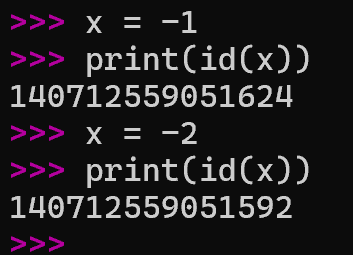 >>> x = -1
>>> print(id(x))
140712559051624
>>> x = -2
>>> print(id(x))
140712559051592
>>>